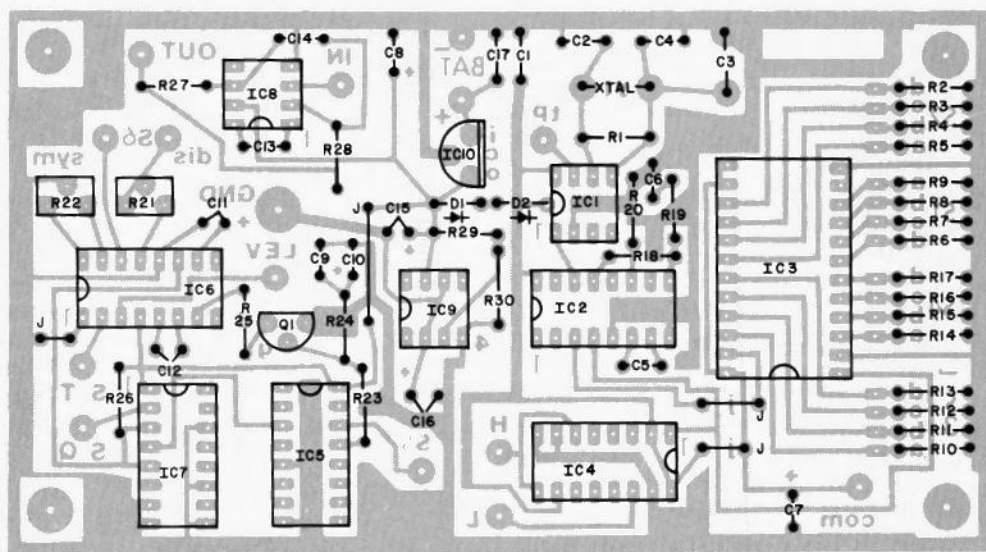 C14
OUT
IN
R27
IC8
C13
R28
C8
BAT
−
+
C17
C1
C2
C4
C3
XTAL
R1
tp
IC10
i
c
o
S6
sym
dis
R22
R21
C11
GND
+
LEV
J
C15
D1
D2
R29
IC1
R 20
C6
R19
R18
IC3
R2
R3
R4
R5
R9
R8
R7
R6
R17
R16
R15
R14
R13
R12
R11
R10
IC6
C9
C10
R 25
Q1
R24
IC9
R30
IC2
C5
J
C12
S T
S Q
R26
R23
C16
IC7
IC5
S
H
L
IC4
J
J
+
C7
com